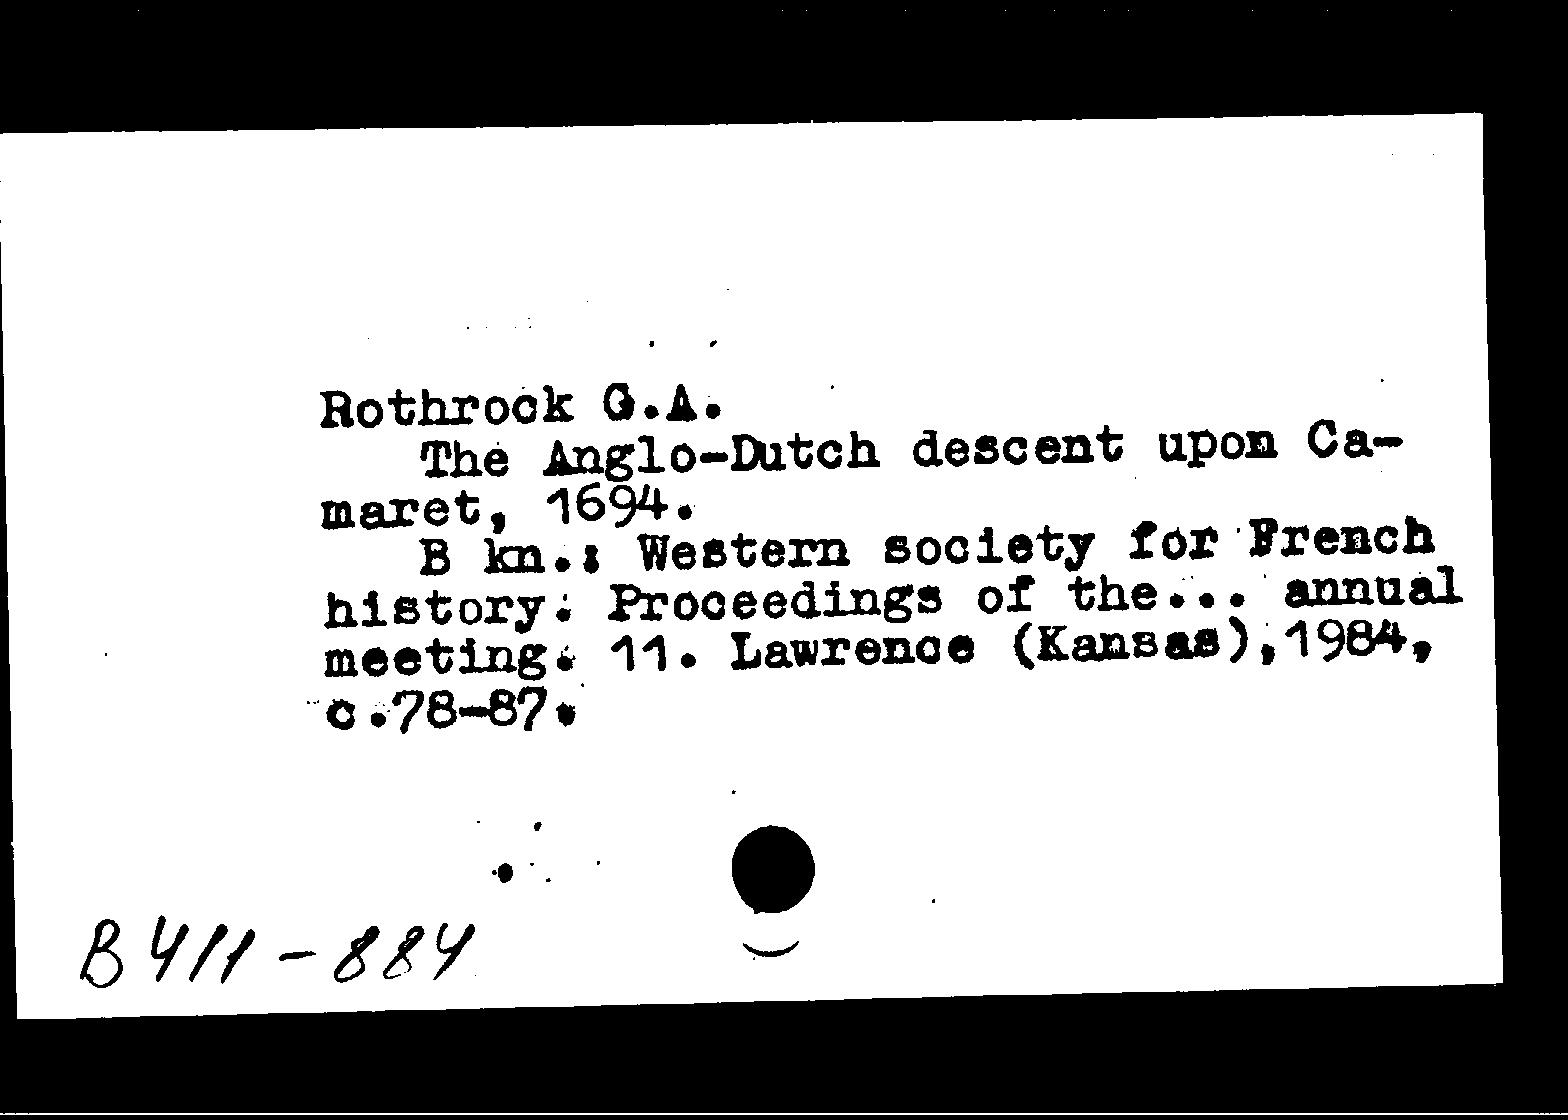 Rothrock G.A.
The Anglo-Dutch descent upon Ca-
maret, 1694.
B kn.: Western society for French
history. Proceedings of the... annual
meeting. 11. Lawrence (Kansas),1984,
c.78-87.
B 411-884